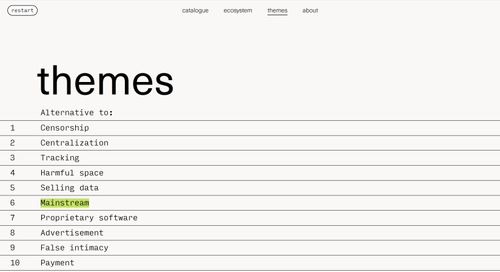 restart
catalogue ecosystem themes about
themes
Alternative to:
1 Censorship
2 Centralization
3 Tracking
4 Harmful space
5 Selling data
6 Mainstream
7 Proprietary software
8 Advertisement
9 False intimacy
10 Payment